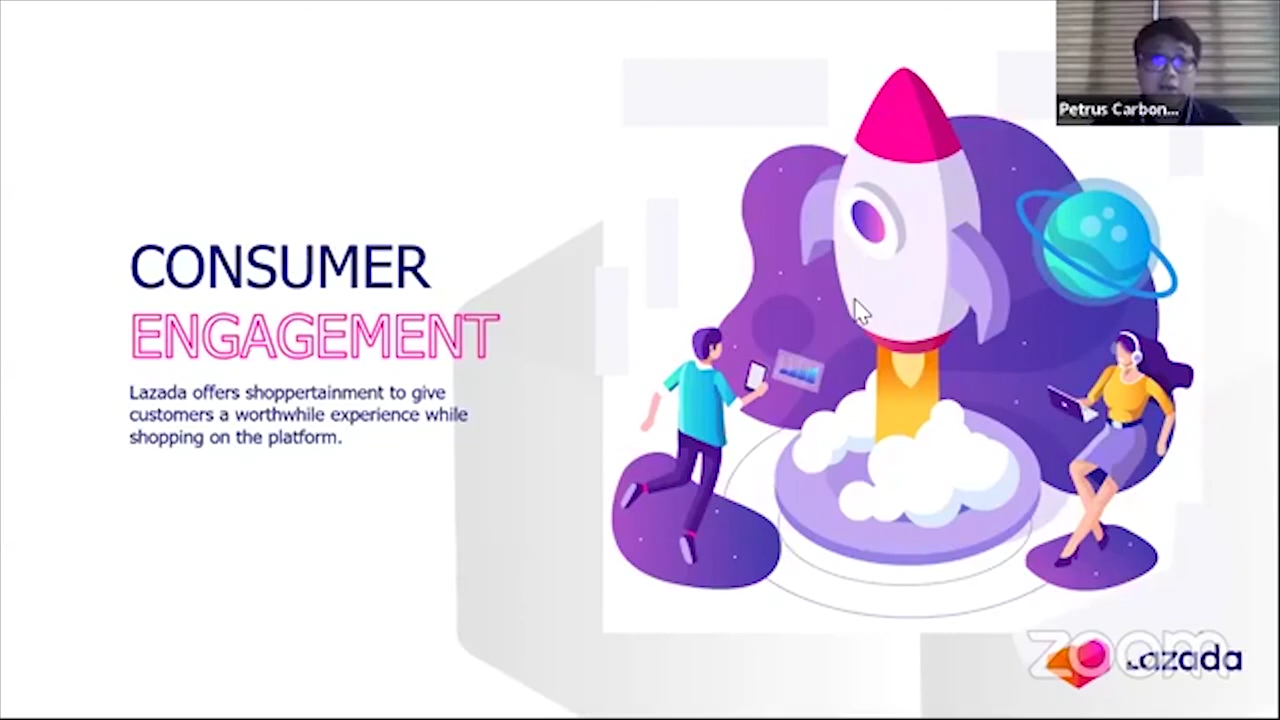 Petrus Carbon...
CONSUMER
ENGAGEMENT
Lazada offers shoppertainment to give
customers a worthwhile experience while
shopping on the platform.
zoom
Lazada